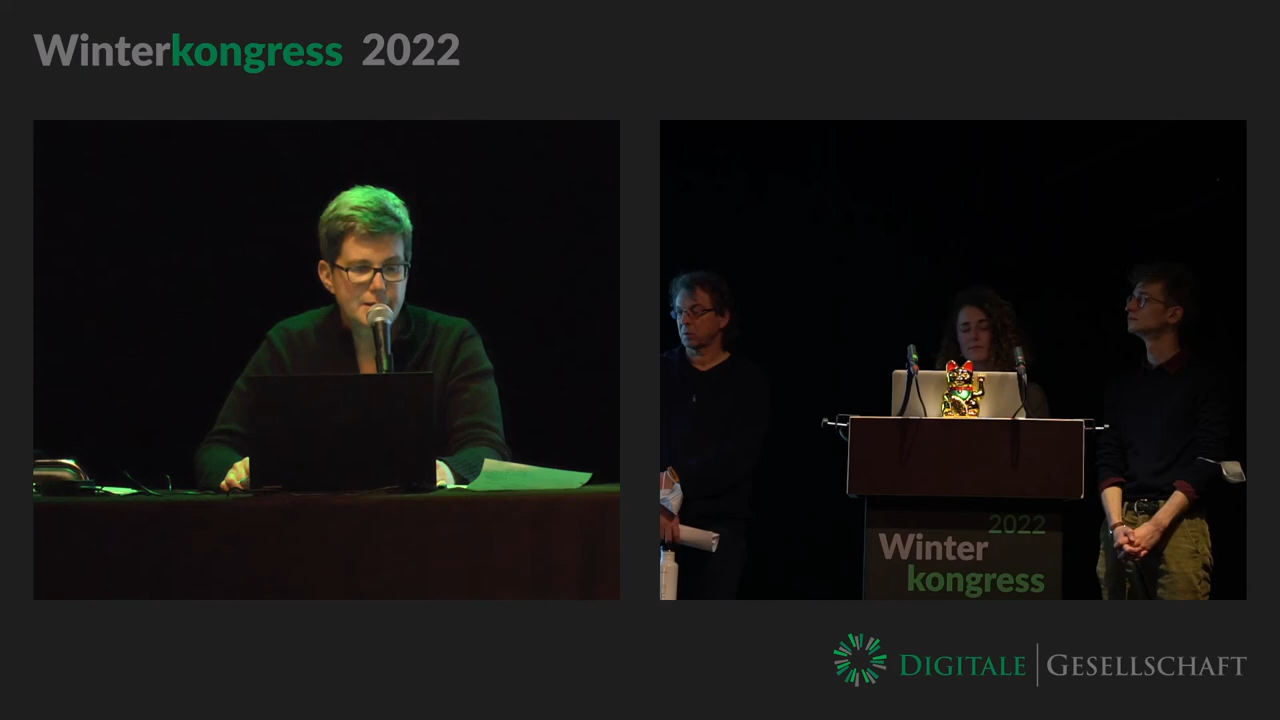 Winterkongress 2022
2022
Winter
kongress
DIGITALE | GESELLSCHAFT